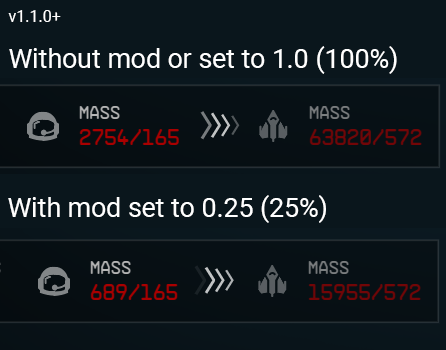 v1.1.0+
Without mod or set to 1.0 (100%)
MASS MASS
2754/165 63820/572
With mod set to 0.25 (25%)
MASS MASS
689/165 15955/572